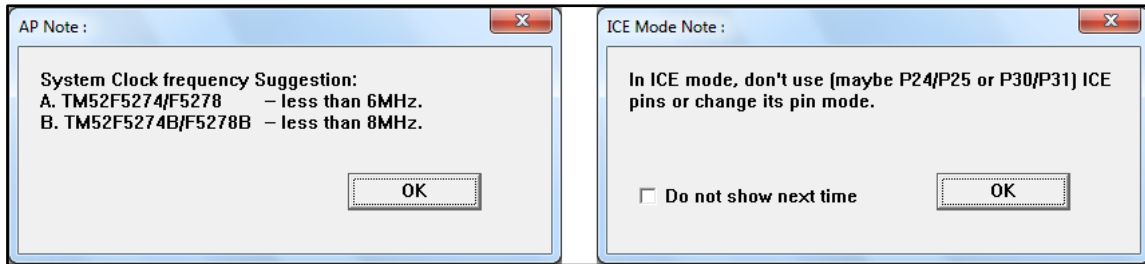 AP Note :
System Clock frequency Suggestion:
A. TM52F5274/F5278 – less than 6MHz.
B. TM52F5274B/F5278B – less than 8MHz.
OK
ICE Mode Note :
In ICE mode, don't use (maybe P24/P25 or P30/P31) ICE
pins or change its pin mode.
Do not show next time
OK